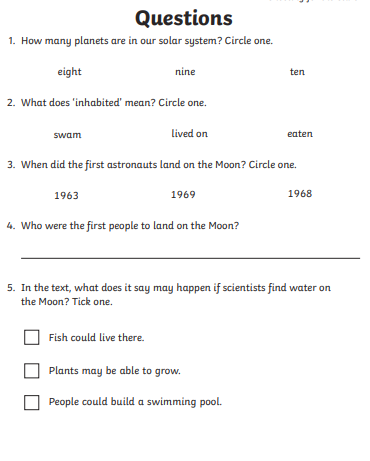 Questions
1. How many planets are in our solar system? Circle one.
eight nine ten
2. What does ‘inhabited’ mean? Circle one.
swam lived on eaten
3. When did the first astronauts land on the Moon? Circle one.
1963 1969 1968
4. Who were the first people to land on the Moon?
5. In the text, what does it say may happen if scientists find water on
the Moon? Tick one.
Fish could live there.
Plants may be able to grow.
People could build a swimming pool.